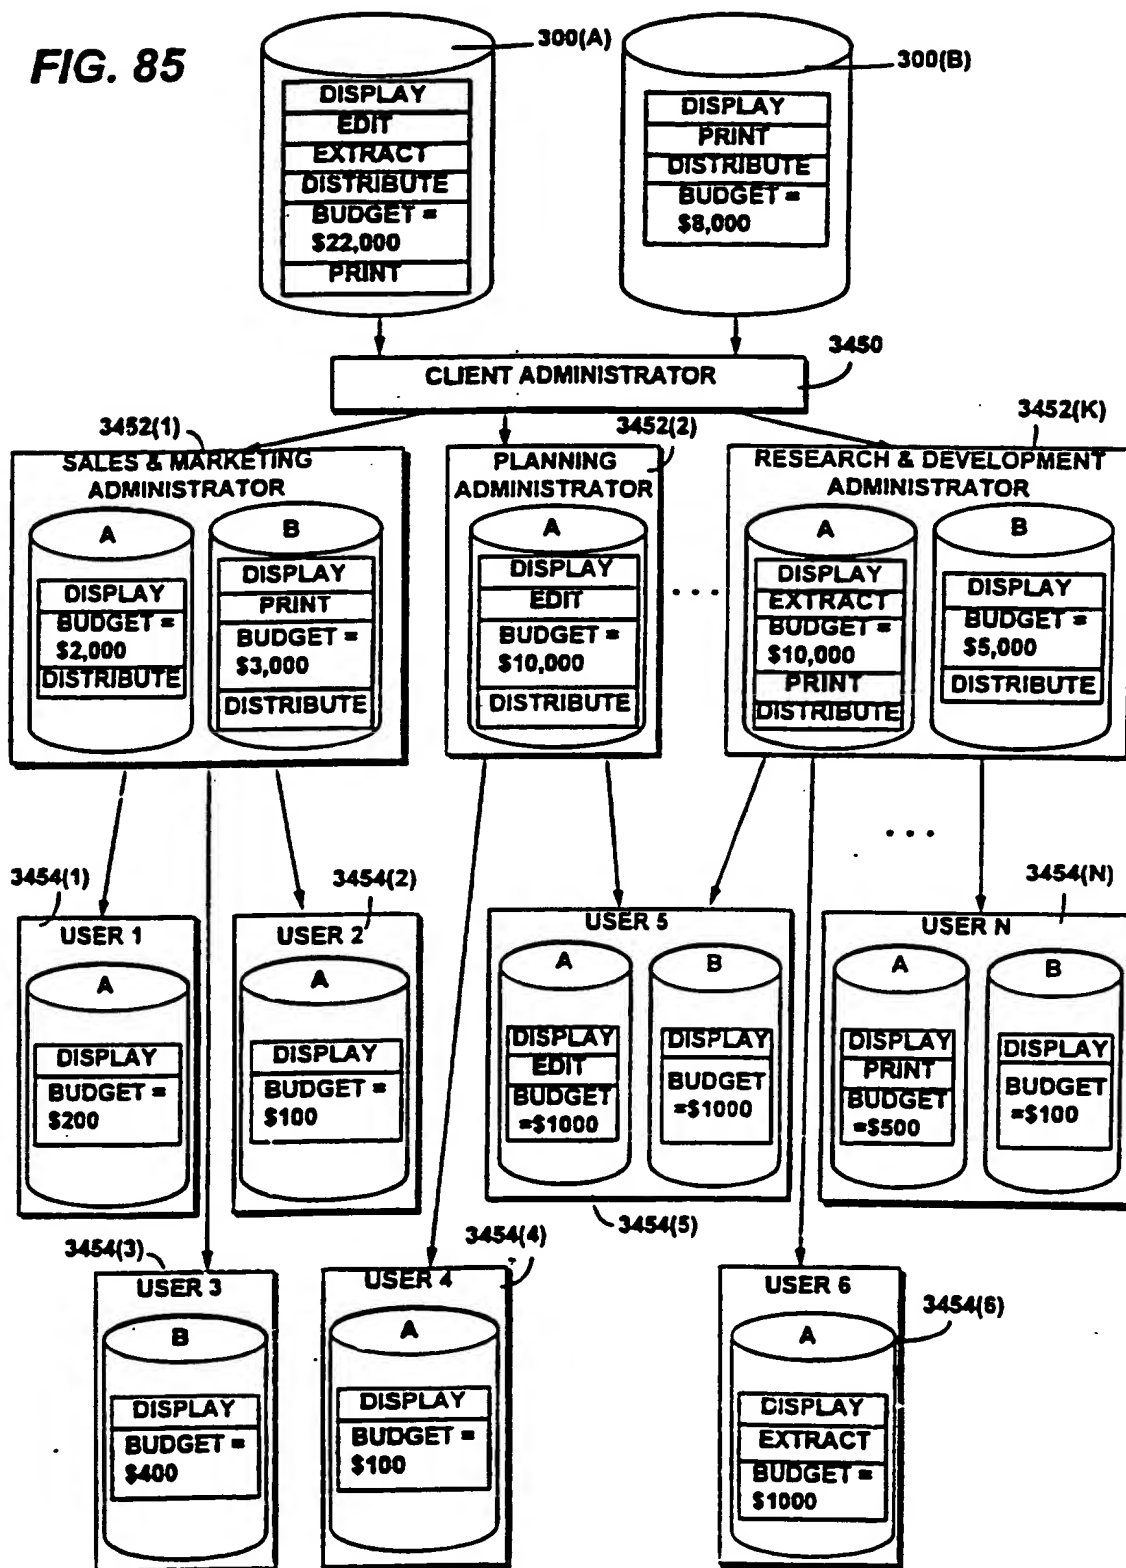 FIG. 85
300(A)
300(B)
DISPLAY
EDIT
EXTRACT
DISTRIBUTE
BUDGET =
$22,000
PRINT
DISPLAY
PRINT
DISTRIBUTE
BUDGET =
$8,000
3450
CLIENT ADMINISTRATOR
3452(1)
3452(2)
3452(K)
SALES & MARKETING
ADMINISTRATOR
A
DISPLAY
BUDGET =
$2,000
DISTRIBUTE
B
DISPLAY
PRINT
BUDGET =
$3,000
DISTRIBUTE
PLANNING
ADMINISTRATOR
A
DISPLAY
EDIT
BUDGET =
$10,000
DISTRIBUTE
. . .
RESEARCH & DEVELOPMENT
ADMINISTRATOR
A
DISPLAY
EXTRACT
BUDGET =
$10,000
PRINT
DISTRIBUTE
B
DISPLAY
BUDGET =
$5,000
DISTRIBUTE
. . .
3454(1)
USER 1
A
DISPLAY
BUDGET =
$200
3454(2)
USER 2
A
DISPLAY
BUDGET =
$100
USER 5
A
DISPLAY
EDIT
BUDGET
=$1000
B
DISPLAY
BUDGET
=$1000
3454(5)
3454(N)
USER N
A
DISPLAY
PRINT
BUDGET
=$500
B
DISPLAY
BUDGET
=$100
3454(3)
USER 3
B
DISPLAY
BUDGET =
$400
3454(4)
USER 4
A
DISPLAY
BUDGET =
$100
USER 6
3454(6)
A
DISPLAY
EXTRACT
BUDGET =
$1000